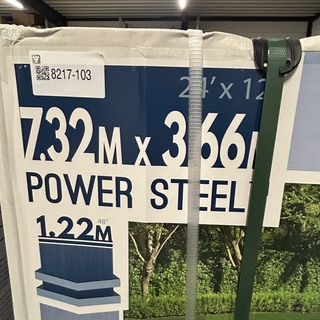 8217-103
24' x 12
7.32M x 3.66M
POWER STEEL
48"
1.22M